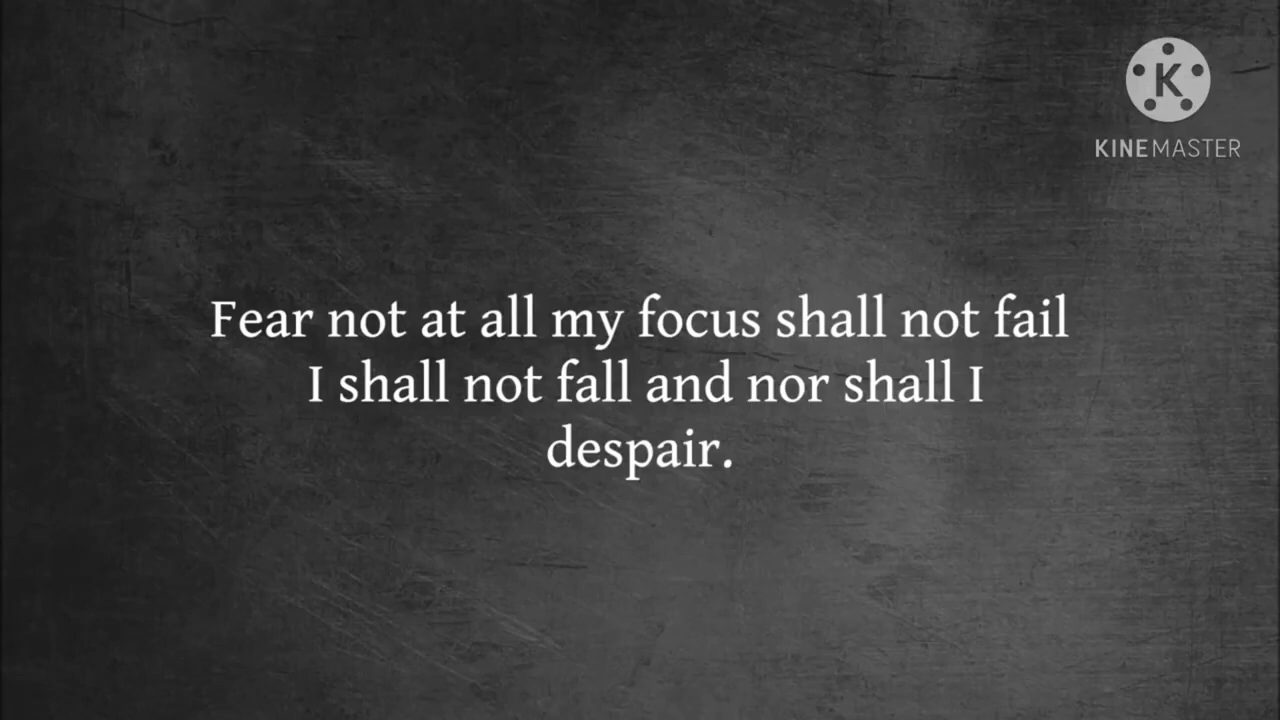 K
KINEMASTER
Fear not at all my focus shall not fail
I shall not fall and nor shall I
despair.